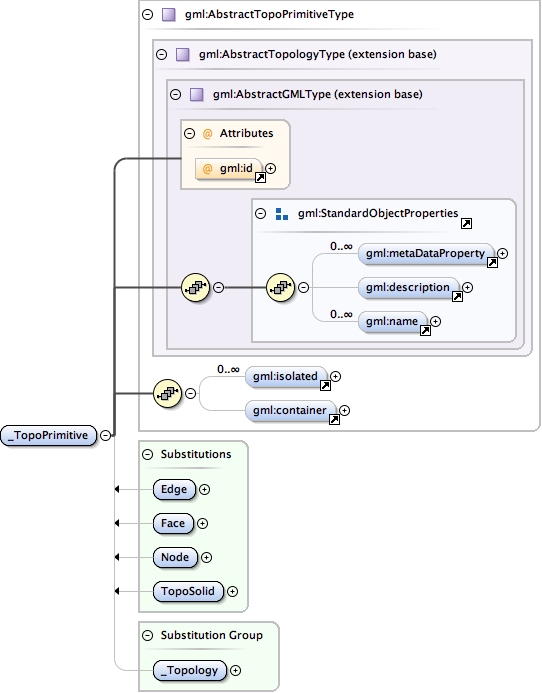 gml:AbstractTopoPrimitiveType
gml:AbstractTopologyType (extension base)
gml:AbstractGMLType (extension base)
@ Attributes
@ gml:id
gml:StandardObjectProperties
0..∞
gml:metaDataProperty
gml:description
0..∞
gml:name
0..∞
gml:isolated
gml:container
_TopoPrimitive
Substitutions
Edge
Face
Node
TopoSolid
Substitution Group
_Topology